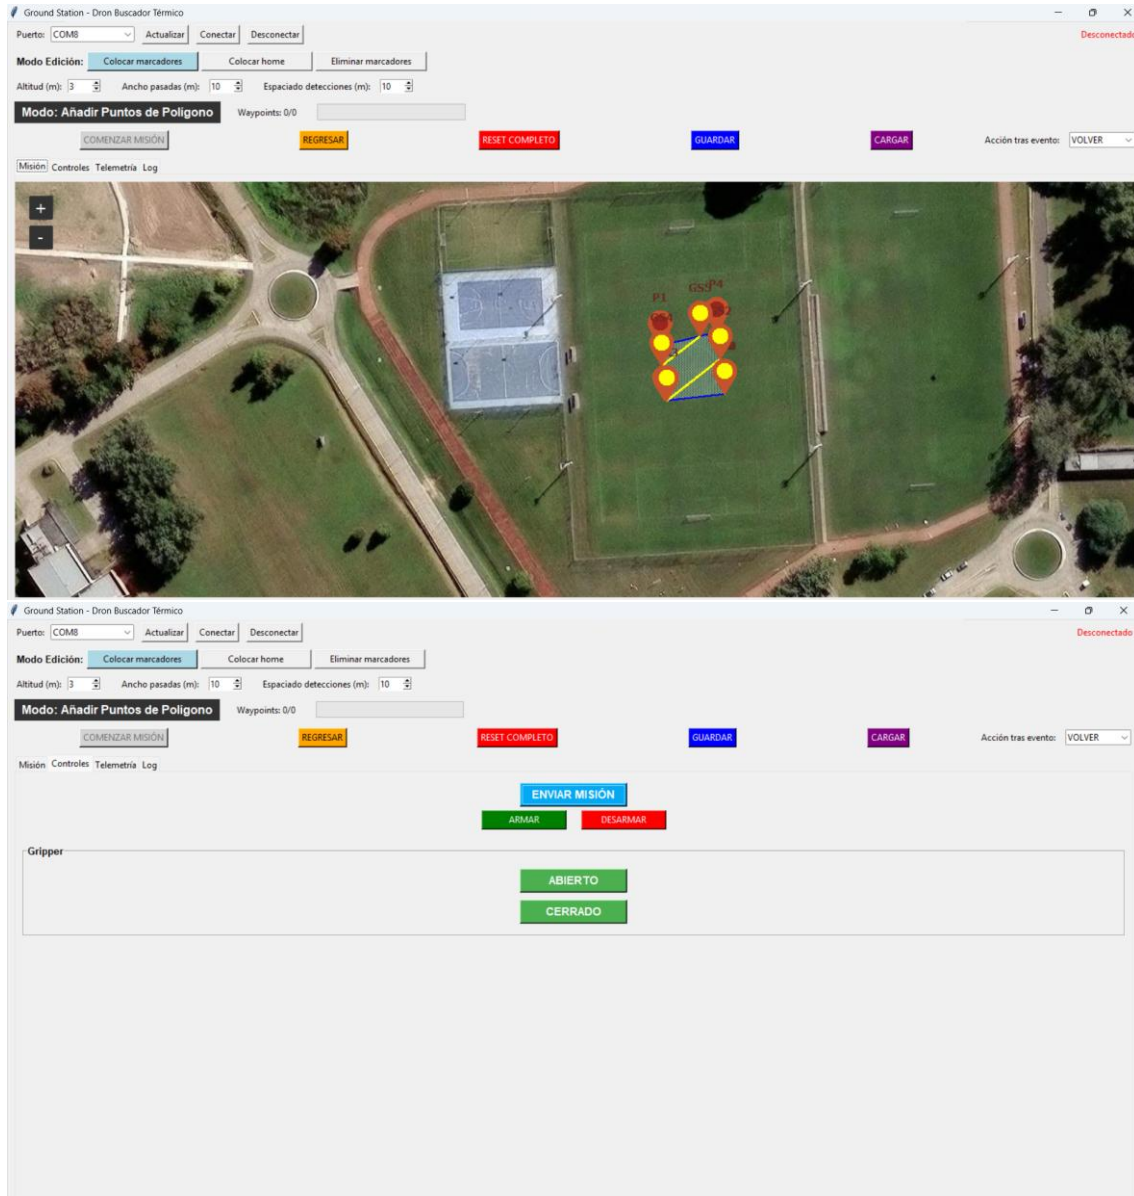 Ground Station - Dron Buscador Térmico
Puerto: COM8 Actualizar Conectar Desconectar Desconectado
Modo Edición: Colocar marcadores Colocar home Eliminar marcadores
Altitud (m): 3 Ancho pasadas (m): 10 Espaciado detecciones (m): 10
Modo: Añadir Puntos de Polígono Waypoints: 0/0
COMENZAR MISIÓN REGRESAR RESET COMPLETO GUARDAR CARGAR Acción tras evento: VOLVER
Misión Controles Telemetría Log
+
-
P1 P4
Ground Station - Dron Buscador Térmico
Puerto: COM8 Actualizar Conectar Desconectar Desconectado
Modo Edición: Colocar marcadores Colocar home Eliminar marcadores
Altitud (m): 3 Ancho pasadas (m): 10 Espaciado detecciones (m): 10
Modo: Añadir Puntos de Polígono Waypoints: 0/0
COMENZAR MISIÓN REGRESAR RESET COMPLETO GUARDAR CARGAR Acción tras evento: VOLVER
Misión Controles Telemetría Log
ENVIAR MISIÓN
ARMAR DESARMAR
Gripper
ABIERTO
CERRADO